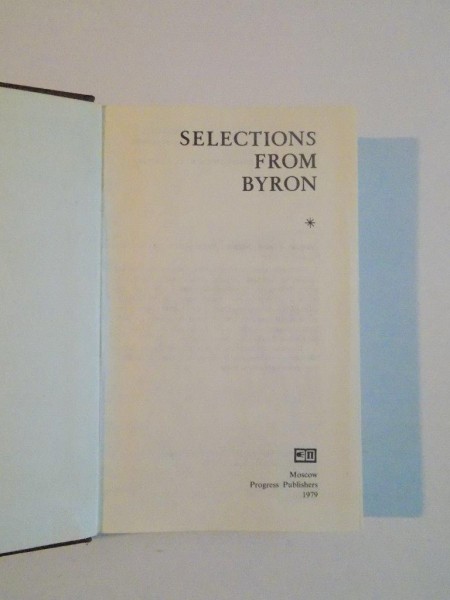 SELECTIONS
FROM
BYRON
*
Moscow
Progress Publishers
1979